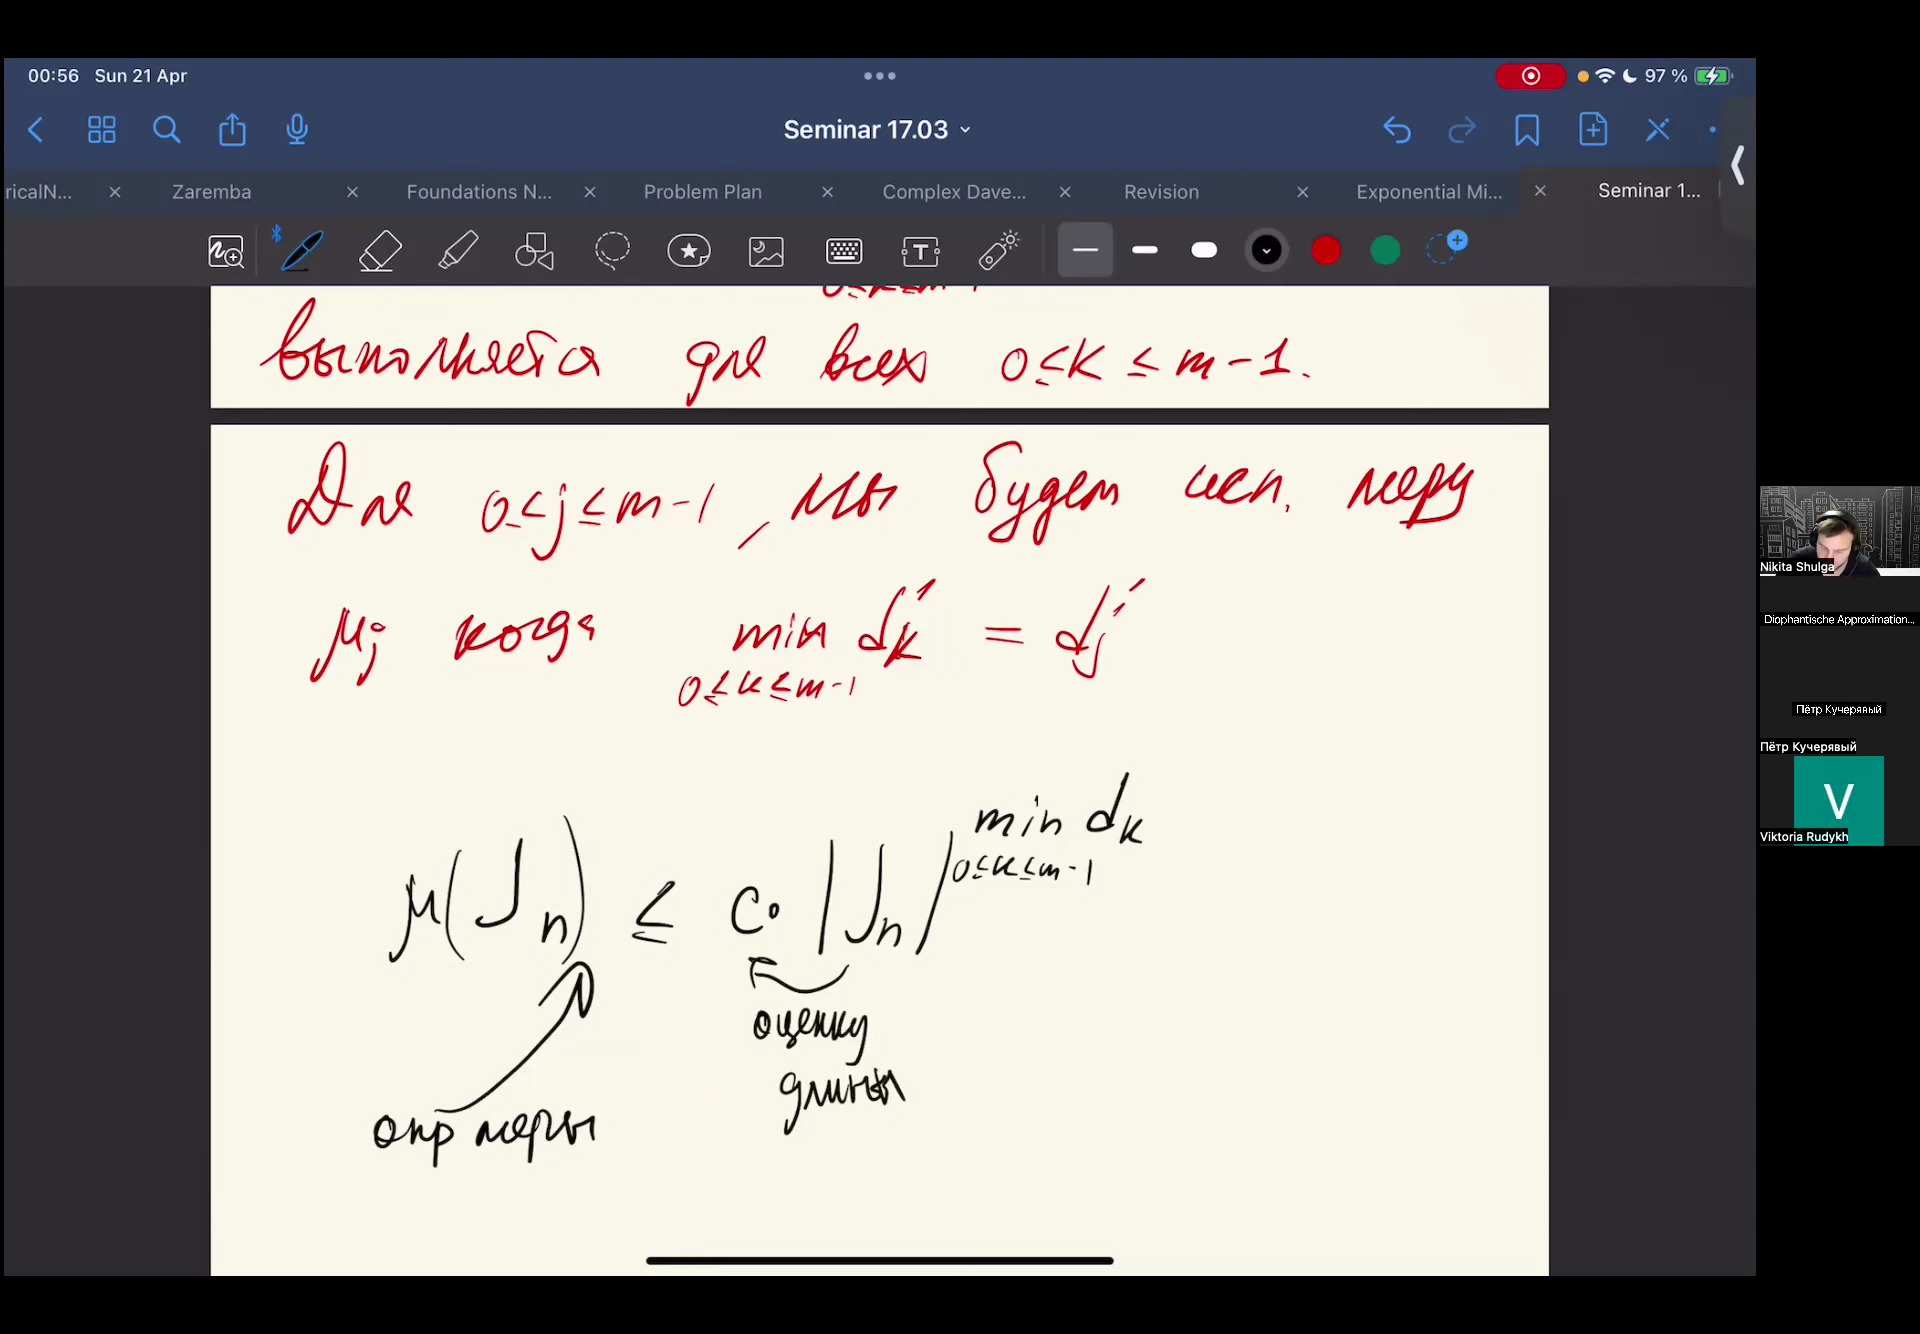 00:56 Sun 21 Apr
97 %
Seminar 17.03
ricalN...
Zaremba
Foundations N...
Problem Plan
Complex Dave...
Revision
Exponential Mi...
Seminar 1...
выполняется для всех 0≤k≤m-1.
Для 0≤j≤m-1, мы будем исп. меру
μj когда min d'k = d'j
0≤k≤m-1
μ(Jn) ≤ c0 |Jn|^min dk
0≤k≤m-1
оценку
длины
опр меры
Nikita Shulga
Diophantische Approximation...
Пётр Кучерявый
Пётр Кучерявый
V
Viktoria Rudykh